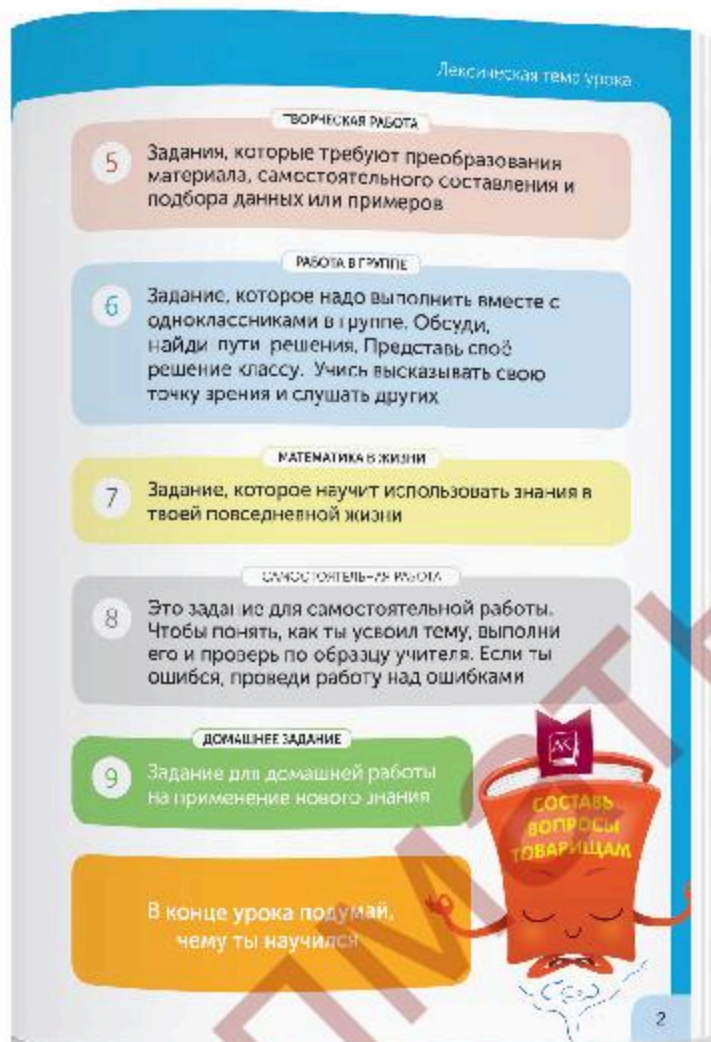 Лексическая тема урока
ТВОРЧЕСКАЯ РАБОТА
5
Задания, которые требуют преобразования
материала, самостоятельного составления и
подбора данных или примеров
РАБОТА В ГРУППЕ
6
Задание, которое надо выполнить вместе с
одноклассниками в группе. Обсуди,
найди пути решения. Представь своё
решение классу. Учись высказывать свою
точку зрения и слушать других
МАТЕМАТИКА В ЖИЗНИ
7
Задание, которое научит использовать знания в
твоей повседневной жизни
САМОСТОЯТЕЛЬНАЯ РАБОТА
8
Это задание для самостоятельной работы.
Чтобы понять, как ты усвоил тему, выполни
его и проверь по образцу учителя. Если ты
ошибся, проведи работу над ошибками
ДОМАШНЕЕ ЗАДАНИЕ
9
Задание для домашней работы
на применение нового знания
АК
СОСТАВЬ
ВОПРОСЫ
ТОВАРИЩАМ
В конце урока подумай,
чему ты научился
2